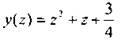 y(z) = z² + z + 3/4